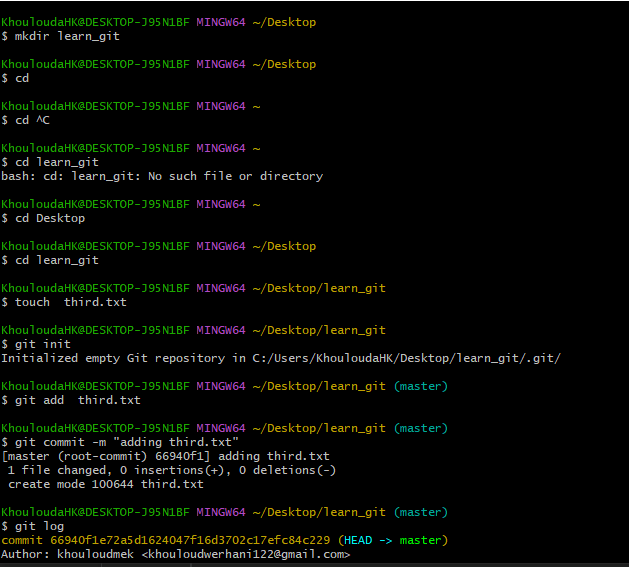 KhouloudaHK@DESKTOP-J95N1BF MINGW64 ~/Desktop
$ mkdir learn_git
KhouloudaHK@DESKTOP-J95N1BF MINGW64 ~/Desktop
$ cd
KhouloudaHK@DESKTOP-J95N1BF MINGW64 ~
$ cd ^C
KhouloudaHK@DESKTOP-J95N1BF MINGW64 ~
$ cd learn_git
bash: cd: learn_git: No such file or directory
KhouloudaHK@DESKTOP-J95N1BF MINGW64 ~
$ cd Desktop
KhouloudaHK@DESKTOP-J95N1BF MINGW64 ~/Desktop
$ cd learn_git
KhouloudaHK@DESKTOP-J95N1BF MINGW64 ~/Desktop/learn_git
$ touch  third.txt
KhouloudaHK@DESKTOP-J95N1BF MINGW64 ~/Desktop/learn_git
$ git init
Initialized empty Git repository in C:/Users/KhouloudaHK/Desktop/learn_git/.git/
KhouloudaHK@DESKTOP-J95N1BF MINGW64 ~/Desktop/learn_git (master)
$ git add  third.txt
KhouloudaHK@DESKTOP-J95N1BF MINGW64 ~/Desktop/learn_git (master)
$ git commit -m "adding third.txt"
[master (root-commit) 66940f1] adding third.txt
 1 file changed, 0 insertions(+), 0 deletions(-)
 create mode 100644 third.txt
KhouloudaHK@DESKTOP-J95N1BF MINGW64 ~/Desktop/learn_git (master)
$ git log
commit 66940f1e72a5d1624047f16d3702c17efc84c229 (HEAD -> master)
Author: khouloudmek <khouloudwerhani122@gmail.com>